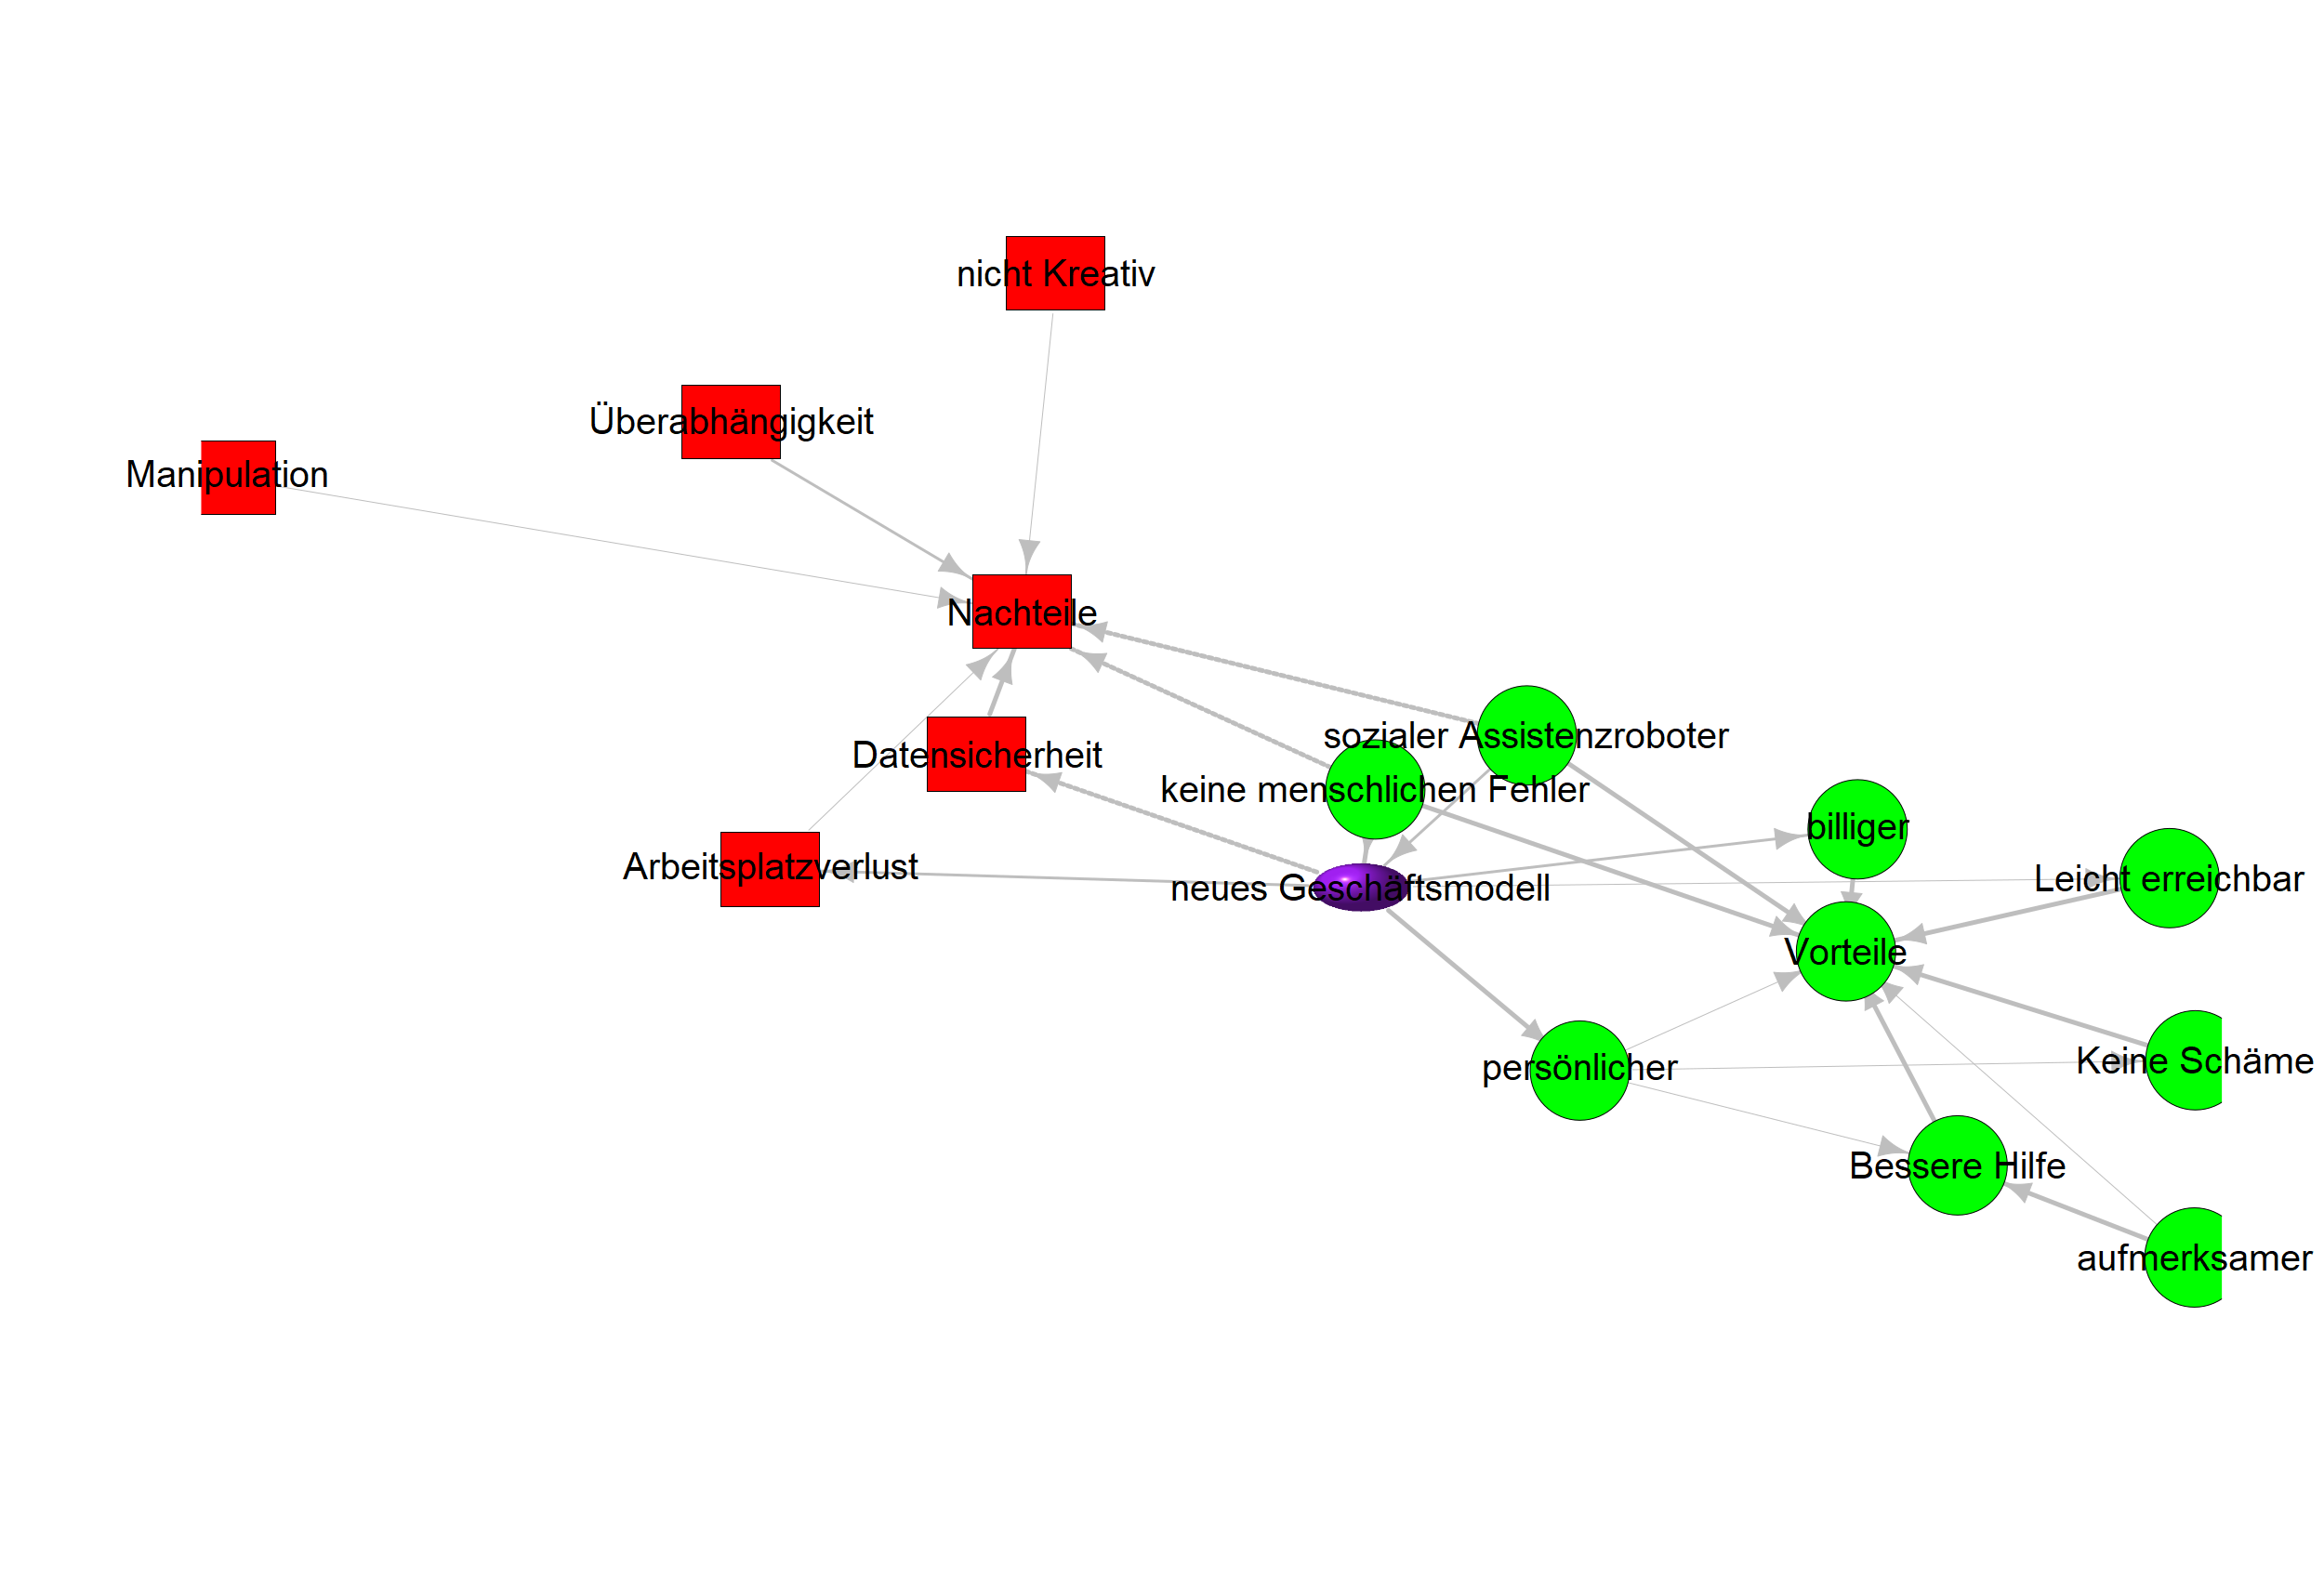 nicht Kreativ
Überabhängigkeit
Manipulation
Nachteile
sozialer Assistenzroboter
Datensicherheit
keine menschlichen Fehler
billiger
Arbeitsplatzverlust
neues Geschäftsmodell
Leicht erreichbar
Vorteile
persönlicher
Keine Schäme
Bessere Hilfe
aufmerksamer